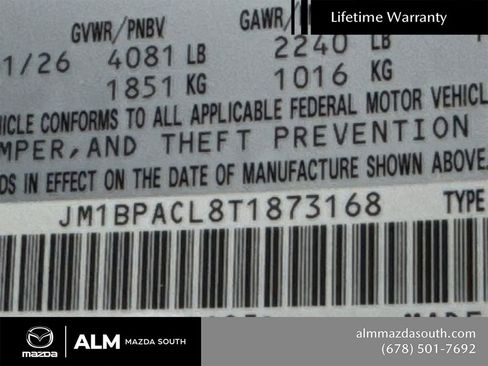 Lifetime Warranty
GVWR/PNBV GAWR/
1/26 4081 LB 2240 LB
1851 KG 1016 KG
HICLE CONFORMS TO ALL APPLICABLE FEDERAL MOTOR VEHICL
MPER, AND THEFT PREVENTION
DS IN EFFECT ON THE DATE OF MANUFACTURE SHOWN ABOVE.
JM1BPACL8T1873168 TYPE
mazda ALM MAZDA SOUTH
almmazdasouth.com
(678) 501-7692